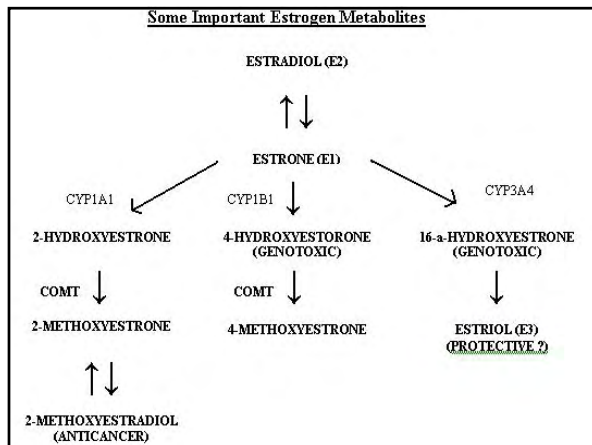 Some Important Estrogen Metabolites
ESTRADIOL (E2)
ESTRONE (E1)
CYP1A1
CYP1B1
CYP3A4
2-HYDROXYESTRONE
4-HYDROXYESTORONE
(GENOTOXIC)
16-a-HYDROXYESTRONE
(GENOTOXIC)
COMT
COMT
2-METHOXYESTRONE
4-METHOXYESTRONE
ESTRIOL (E3)
(PROTECTIVE ?)
2-METHOXYESTRADIOL
(ANTICANCER)